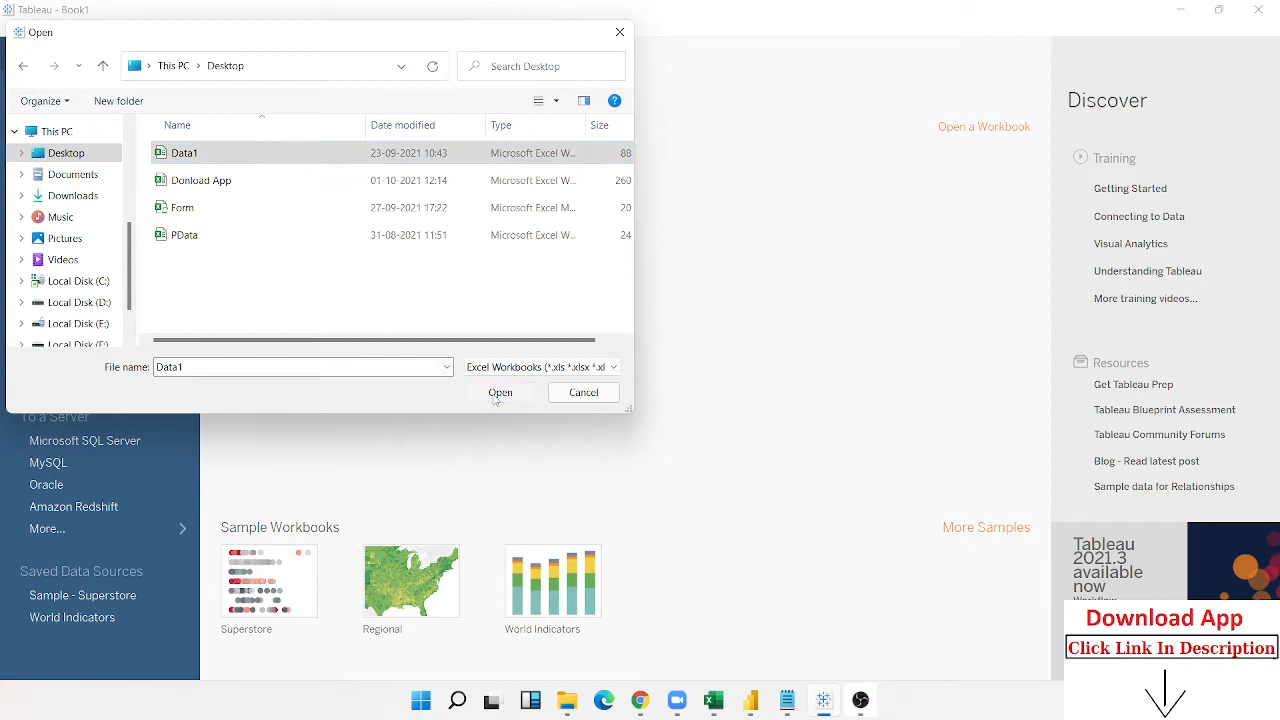 Tableau - Book1
Open
This PC
Desktop
Search Desktop
Organize
New folder
Name
Date modified
Type
Size
This PC
Desktop
Documents
Downloads
Music
Pictures
Videos
Local Disk (C:)
Local Disk (D:)
Local Disk (E:)
Local Disk (F:)
Data1 23-09-2021 10:43 Microsoft Excel W... 88
Donload App 01-10-2021 12:14 Microsoft Excel W... 260
Form 27-09-2021 17:22 Microsoft Excel M... 20
PData 31-08-2021 11:51 Microsoft Excel W... 24
File name: Data1
Excel Workbooks (*.xls *.xlsx *.xl
Open
Cancel
To a Server
Microsoft SQL Server
MySQL
Oracle
Amazon Redshift
More...
Saved Data Sources
Sample - Superstore
World Indicators
Open a Workbook
Sample Workbooks
More Samples
Superstore
Regional
World Indicators
Discover
Training
Getting Started
Connecting to Data
Visual Analytics
Understanding Tableau
More training videos...
Resources
Get Tableau Prep
Tableau Blueprint Assessment
Tableau Community Forums
Blog - Read latest post
Sample data for Relationships
Tableau
2021.3
available
now
Download App
Click Link In Description